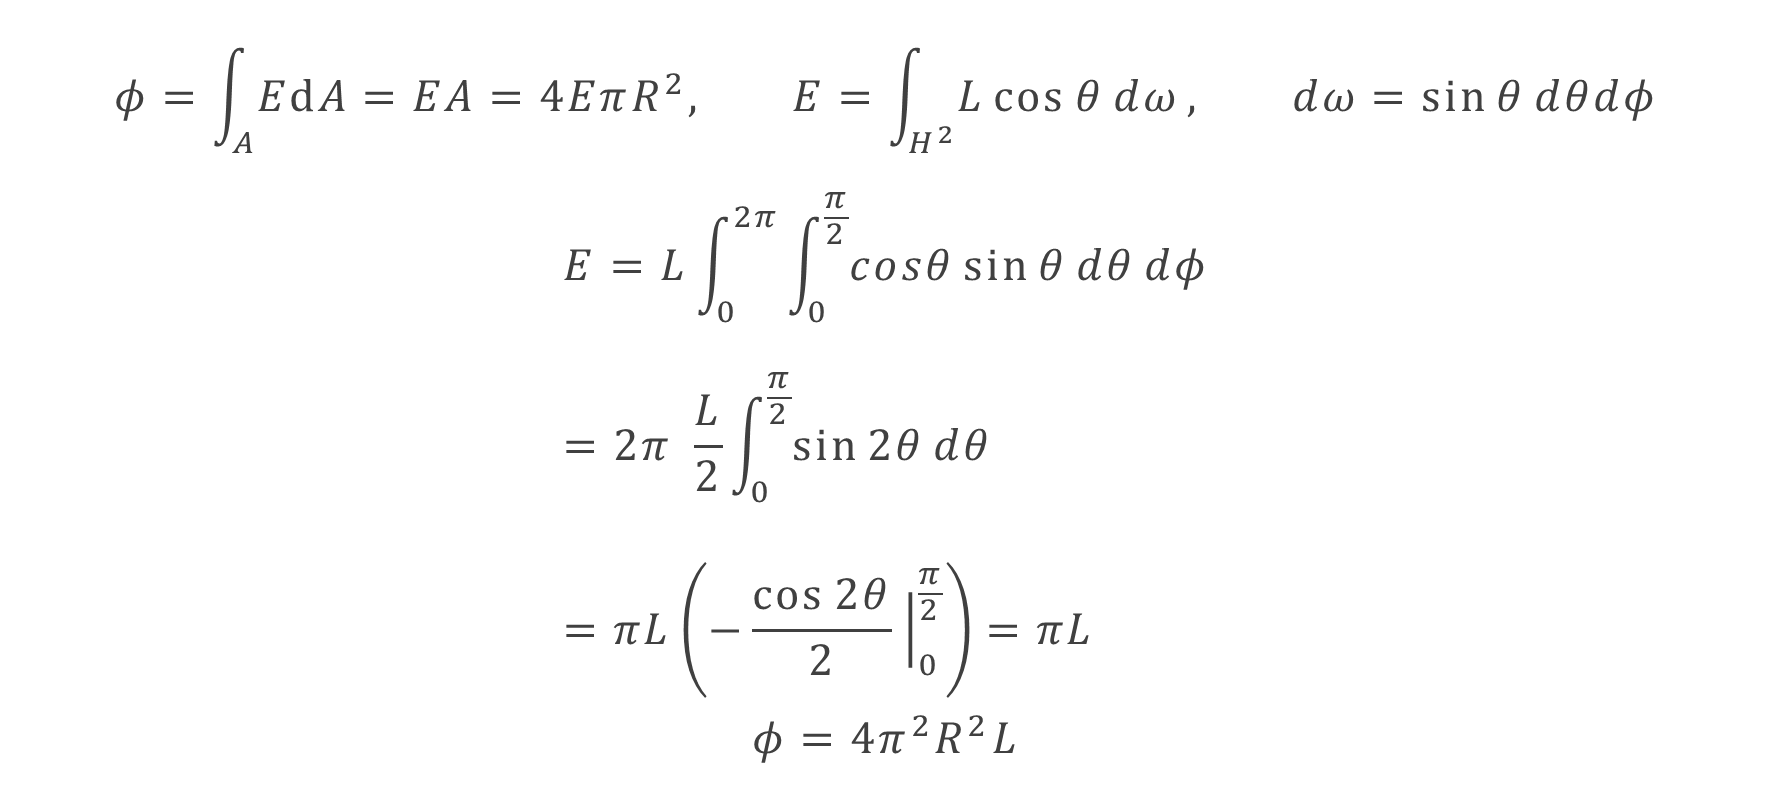 ϕ = ∫_A EdA = EA = 4EπR², E = ∫_{H²} L cos θ dω , dω = sin θ dθdϕ
E = L ∫_0^{2π} ∫_0^{π/2} cosθ sin θ dθ dϕ
= 2π L/2 ∫_0^{π/2} sin 2θ dθ
= πL (− cos 2θ/2 |_0^{π/2}) = πL
ϕ = 4π²R²L